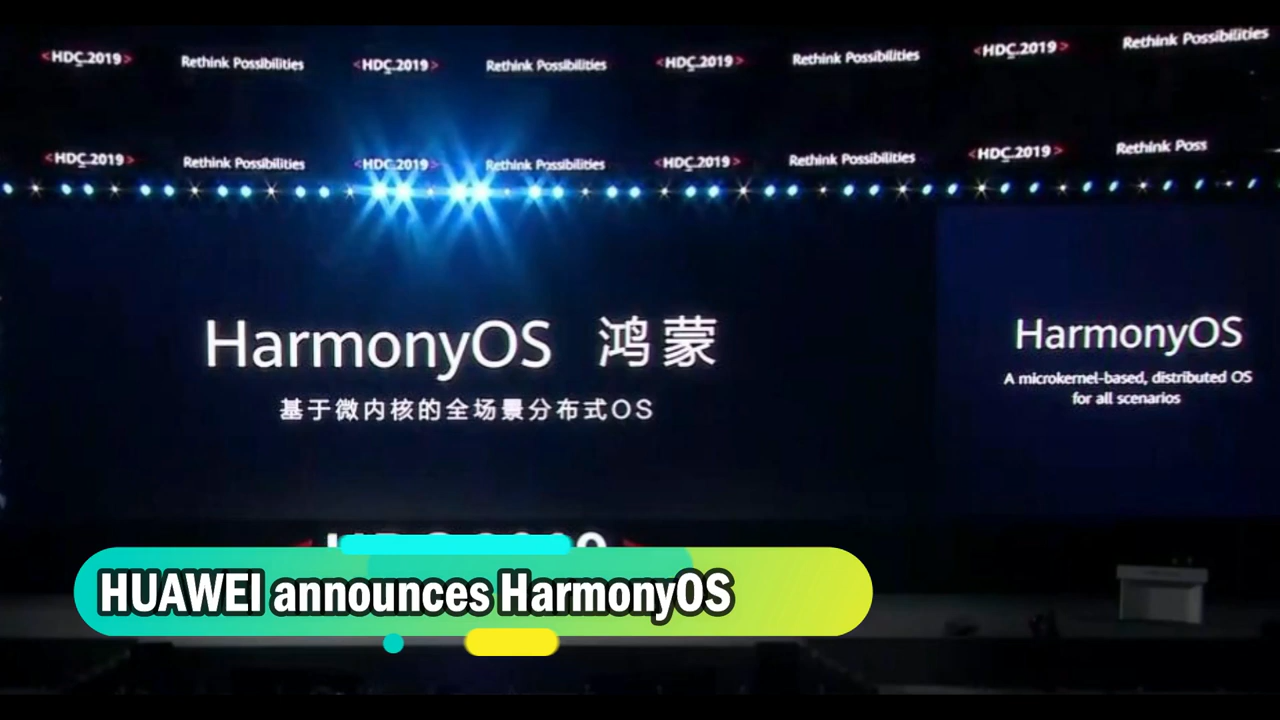 <HDC.2019> Rethink Possibilities <HDC.2019> Rethink Possibilities <HDC.2019> Rethink Possibilities <HDC.2019> Rethink Possibilities
<HDC.2019> Rethink Possibilities <HDC.2019> Rethink Possibilities <HDC.2019> Rethink Possibilities <HDC.2019> Rethink Poss
HarmonyOS 鸿蒙
基于微内核的全场景分布式OS
HarmonyOS
A microkernel-based, distributed OS
for all scenarios
HUAWEI announces HarmonyOS